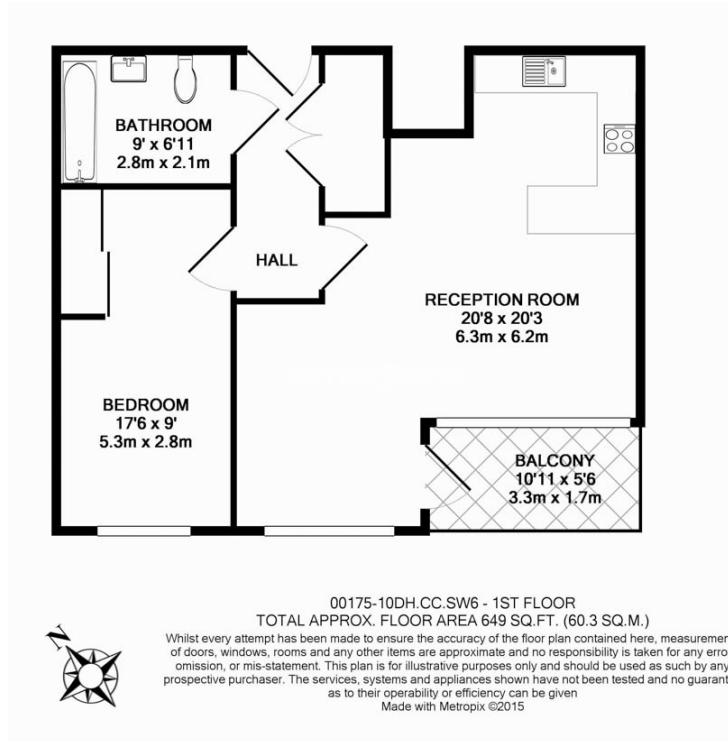 BATHROOM
9' x 6'11
2.8m x 2.1m
HALL
RECEPTION ROOM
20'8 x 20'3
6.3m x 6.2m
BEDROOM
17'6 x 9'
5.3m x 2.8m
BALCONY
10'11 x 5'6
3.3m x 1.7m
N
00175-10DH.CC.SW6 - 1ST FLOOR
TOTAL APPROX. FLOOR AREA 649 SQ.FT. (60.3 SQ.M.)
Whilst every attempt has been made to ensure the accuracy of the floor plan contained here, measuremen
of doors, windows, rooms and any other items are approximate and no responsibility is taken for any erro
omission, or mis-statement. This plan is for illustrative purposes only and should be used as such by any
prospective purchaser. The services, systems and appliances shown have not been tested and no guarant
as to their operability or efficiency can be given
Made with Metropix ©2015